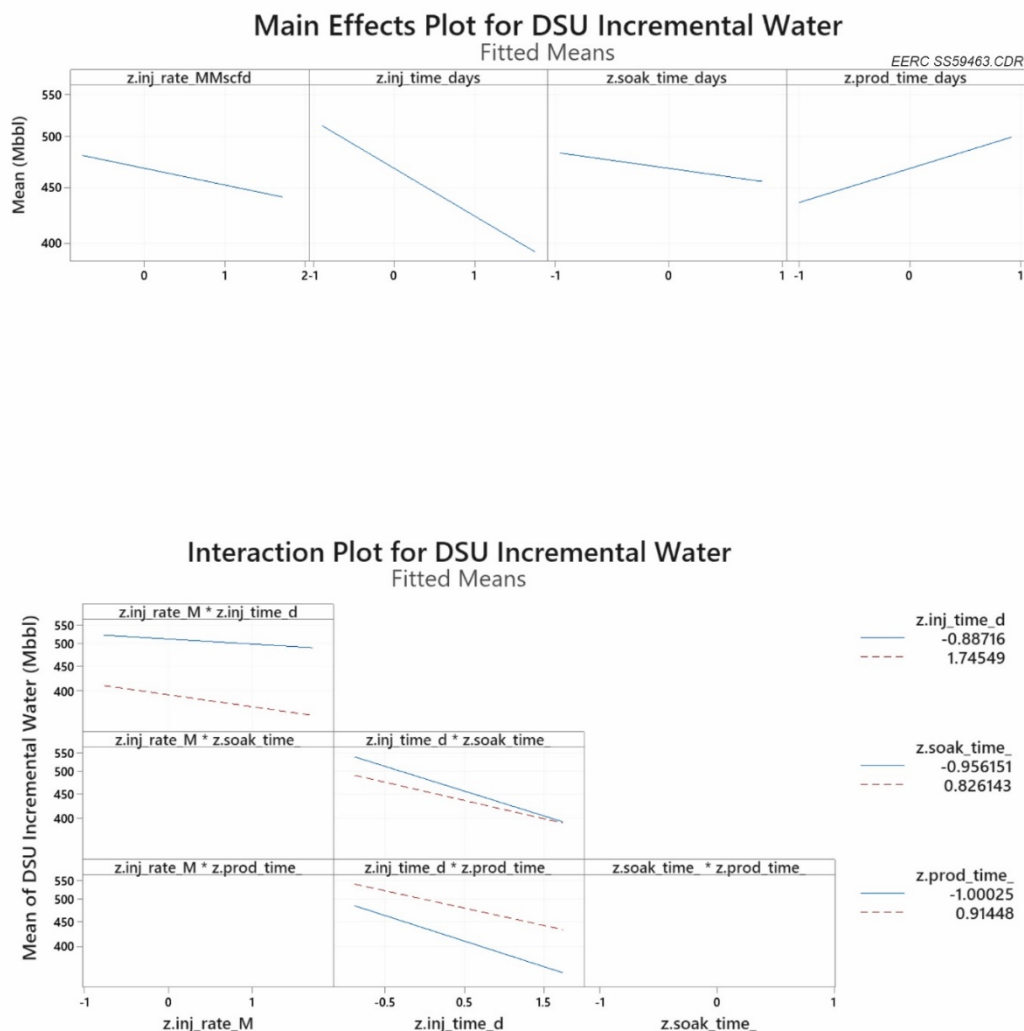 Main Effects Plot for DSU Incremental Water
Fitted Means
EERC SS59463.CDR
z.inj_rate_MMscfd z.inj_time_days z.soak_time_days z.prod_time_days
Mean (Mbbl)
550
500
450
400
0 1 2 -1 0 1 -1 0 1 -1 0 1
Interaction Plot for DSU Incremental Water
Fitted Means
Mean of DSU Incremental Water (Mbbl)
z.inj_rate_M * z.inj_time_d
550
500
450
400
z.inj_time_d
-0.88716
1.74549
z.inj_rate_M * z.soak_time_ z.inj_time_d * z.soak_time_
550
500
450
400
z.soak_time_
-0.956151
0.826143
z.inj_rate_M * z.prod_time_ z.inj_time_d * z.prod_time_ z.soak_time_ * z.prod_time_
550
500
450
400
z.prod_time_
-1.00025
0.91448
-1 0 1 -0.5 0.5 1.5 -1 0 1
z.inj_rate_M z.inj_time_d z.soak_time_